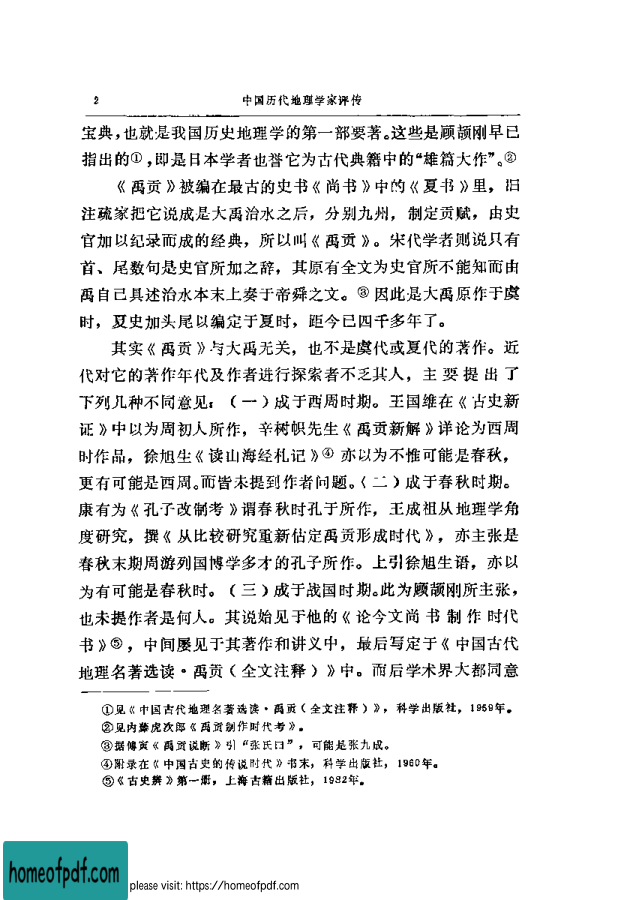 2 中国历代地理学家评传
宝典，也就是我国历史地理学的第一部要著。这些是顾颉刚早已
指出的①，即是日本学者也誉它为古代典籍中的“雄篇大作”。②
《禹贡》被编在最古的史书《尚书》中的《夏书》里，旧
注疏家把它说成是大禹治水之后，分别九州，制定贡赋，由史
官加以纪录而成的经典，所以叫《禹贡》。宋代学者则说只有
首、尾数句是史官所加之辞，其原有全文为史官所不能知而由
禹自己具述治水本末上奏于帝舜之文。③因此是大禹原作于虞
时，夏史加头尾以编定于夏时，距今已四千多年了。
其实《禹贡》与大禹无关，也不是虞代或夏代的著作。近
代对它的著作年代及作者进行探索者不乏其人，主要提出了
下列几种不同意见：（一）成于西周时期。王国维在《古史新
证》中以为周初人所作，辛树帜先生《禹贡新解》详论为西周
时作品，徐旭生《读山海经札记》④亦以为不惟可能是春秋，
更有可能是西周。而皆未提到作者问题。（二）成于春秋时期。
康有为《孔子改制考》谓春秋时孔子所作，王成祖从地理学角
度研究，撰《从比较研究重新估定禹贡形成时代》，亦主张是
春秋末期周游列国博学多才的孔子所作。上引徐旭生语，亦以
为有可能是春秋时。（三）成于战国时期。此为顾颉刚所主张，
也未提作者是何人。其说始见于他的《论今文尚书制作时代
书》⑤，中间屡见于其著作和讲义中，最后写定于《中国古代
地理名著选读·禹贡（全文注释）》中。而后学术界大都同意
①见《中国古代地理名著选读·禹贡（全文注释）》，科学出版社，1959年。
②见内藤虎次郎《禹贡制作时代考》。
③据傅寅《禹贡说断》引“张氏曰”，可能是张九成。
④附录在《中国古史的传说时代》书末，科学出版社，1960年。
⑤《古史辨》第一册，上海古籍出版社，1982年。
homeofpdf.com
please visit: https://homeofpdf.com